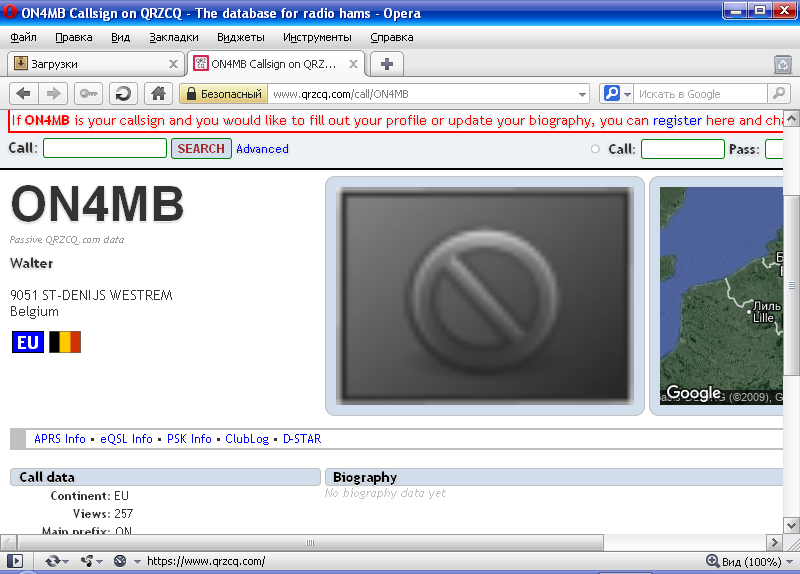 ON4MB Callsign on QRZCQ - The database for radio hams - Opera
Файл Правка Вид Закладки Виджеты Инструменты Справка
Загрузки ON4MB Callsign on QRZ...
Безопасный www.qrzcq.com/call/ON4MB Искать в Google
If ON4MB is your callsign and you would like to fill out your profile or update your biography, you can register here and cha
Call: SEARCH Advanced Call: Pass:
ON4MB
Passive QRZCQ.com data
Walter
9051 ST-DENIJS WESTREM
Belgium
EU
Лиль
Lille
Google
(©2009), G
APRS Info • eQSL Info • PSK Info • ClubLog • D-STAR
Call data Biography
Continent: EU No biography data yet
Views: 257
Main prefix: ON
https://www.qrzcq.com/ Вид (100%)